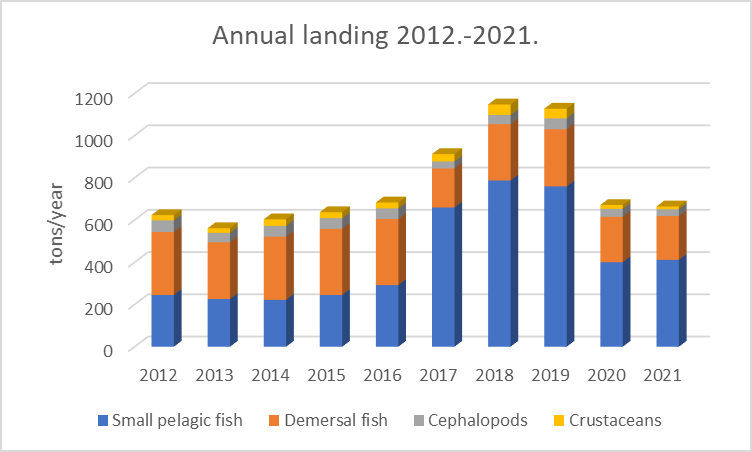 Annual landing 2012.-2021.
tons/year
1200
1000
800
600
400
200
0
2012 2013 2014 2015 2016 2017 2018 2019 2020 2021
Small pelagic fish Demersal fish Cephalopods Crustaceans